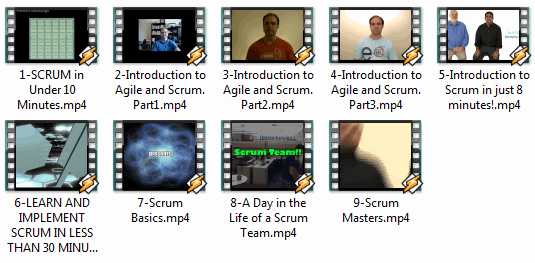 1-SCRUM in
Under 10
Minutes.mp4
2-Introduction to
Agile and Scrum.
Part1.mp4
3-Introduction to
Agile and Scrum.
Part2.mp4
4-Introduction to
Agile and Scrum.
Part3.mp4
5-Introduction to
Scrum in just 8
minutes!.mp4
6-LEARN AND
IMPLEMENT
SCRUM IN LESS
THAN 30 MINU...
presents
7-Scrum
Basics.mp4
Scrum Team!!
8-A Day in the
Life of a Scrum
Team.mp4
9-Scrum
Masters.mp4